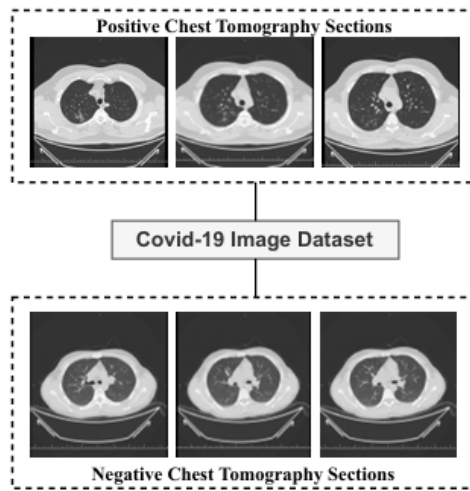 Positive Chest Tomography Sections
Covid-19 Image Dataset
Negative Chest Tomography Sections